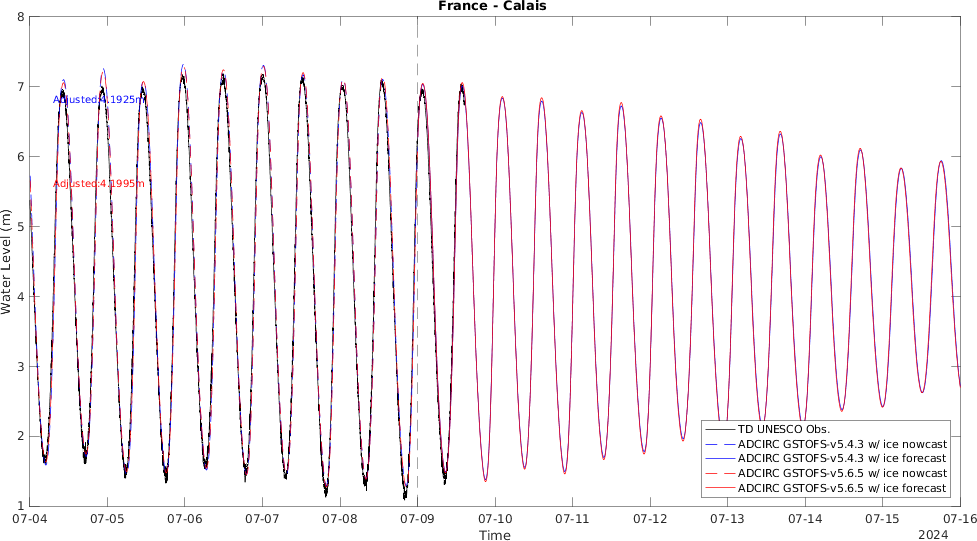 France - Calais
8
7
6
5
4
3
2
1
Water Level (m)
Adjusted:4.1925m
Adjusted:4.1995m
TD UNESCO Obs.
ADCIRC GSTOFS-v5.4.3 w/ ice nowcast
ADCIRC GSTOFS-v5.4.3 w/ ice forecast
ADCIRC GSTOFS-v5.6.5 w/ ice nowcast
ADCIRC GSTOFS-v5.6.5 w/ ice forecast
07-04 07-05 07-06 07-07 07-08 07-09 07-10 07-11 07-12 07-13 07-14 07-15 07-16
Time
2024